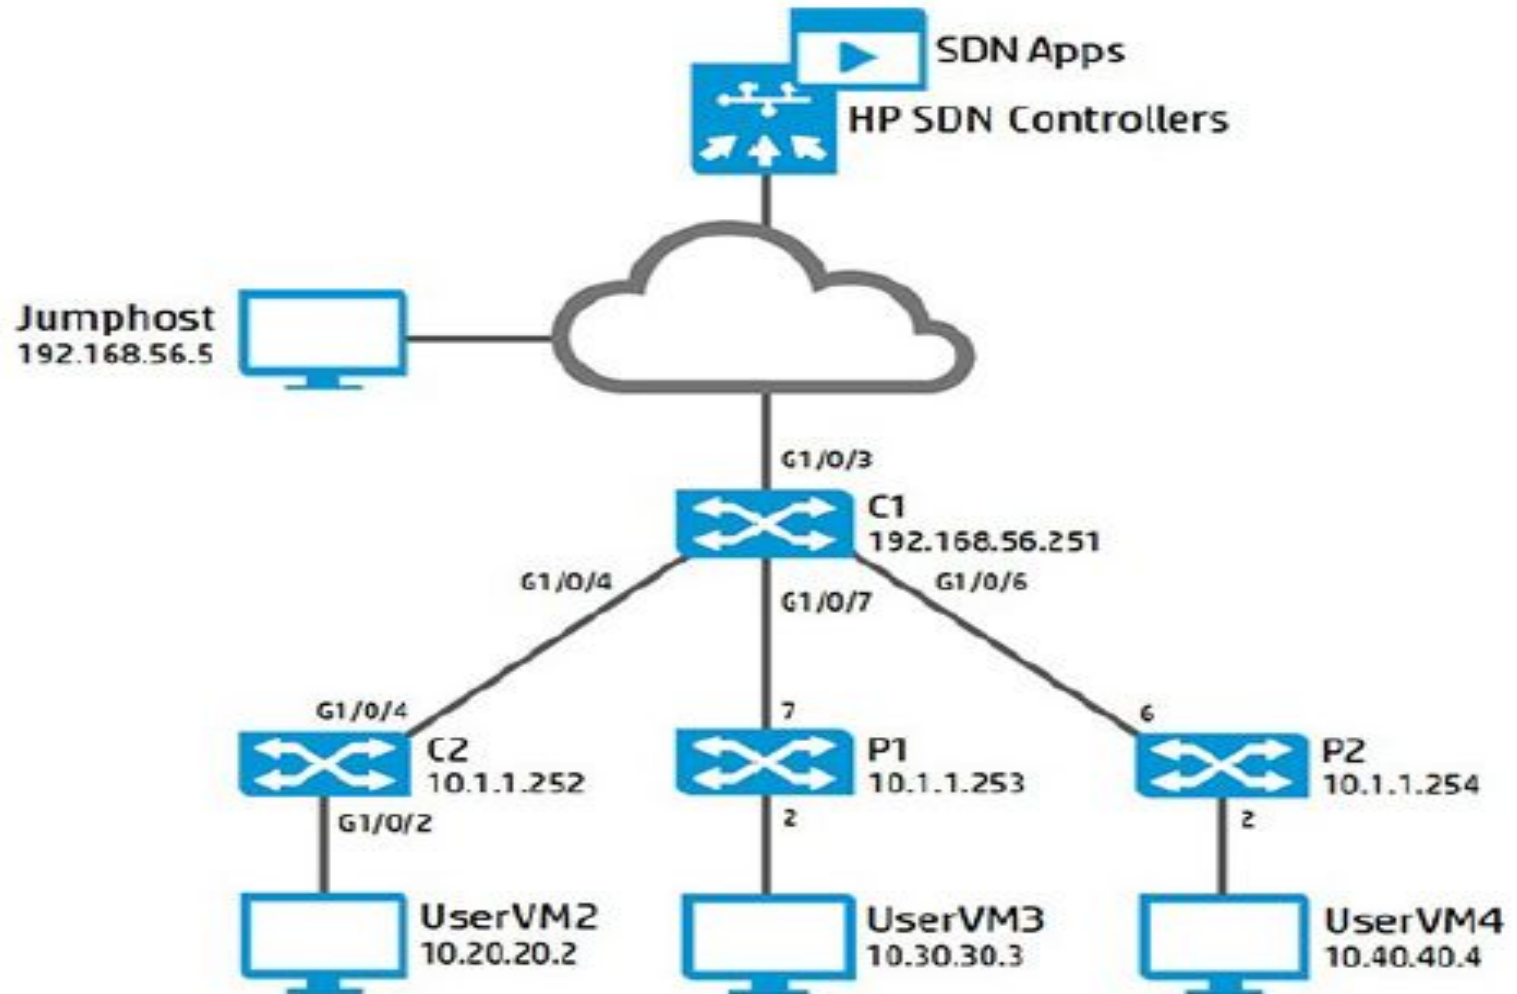 SDN Apps
HP SDN Controllers
Jumphost
192.168.56.5
G1/0/3
C1
192.168.56.251
G1/0/4
G1/0/7
G1/0/6
G1/0/4
7
6
C2
10.1.1.252
P1
10.1.1.253
P2
10.1.1.254
G1/0/2
2
2
UserVM2
10.20.20.2
UserVM3
10.30.30.3
UserVM4
10.40.40.4